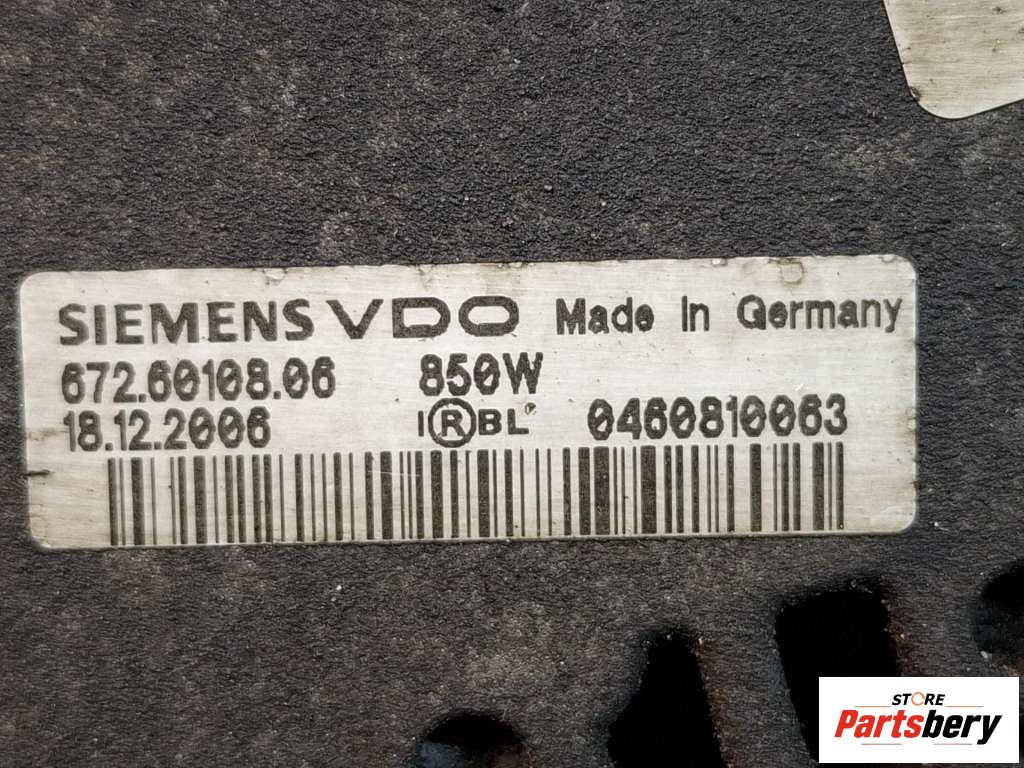 SIEMENS VDO Made In Germany
672.60108.06 850W
18.12.2006 I®BL 0460810063
STORE
Partsbery